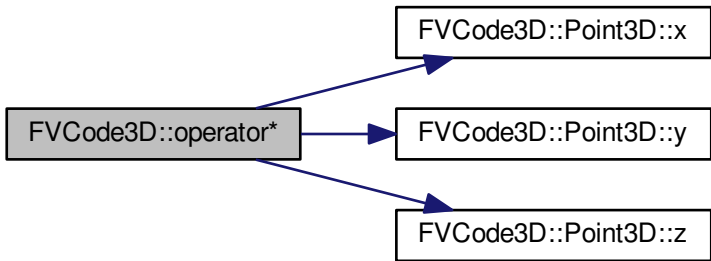 FVCode3D::Point3D::x
FVCode3D::operator*
FVCode3D::Point3D::y
FVCode3D::Point3D::z